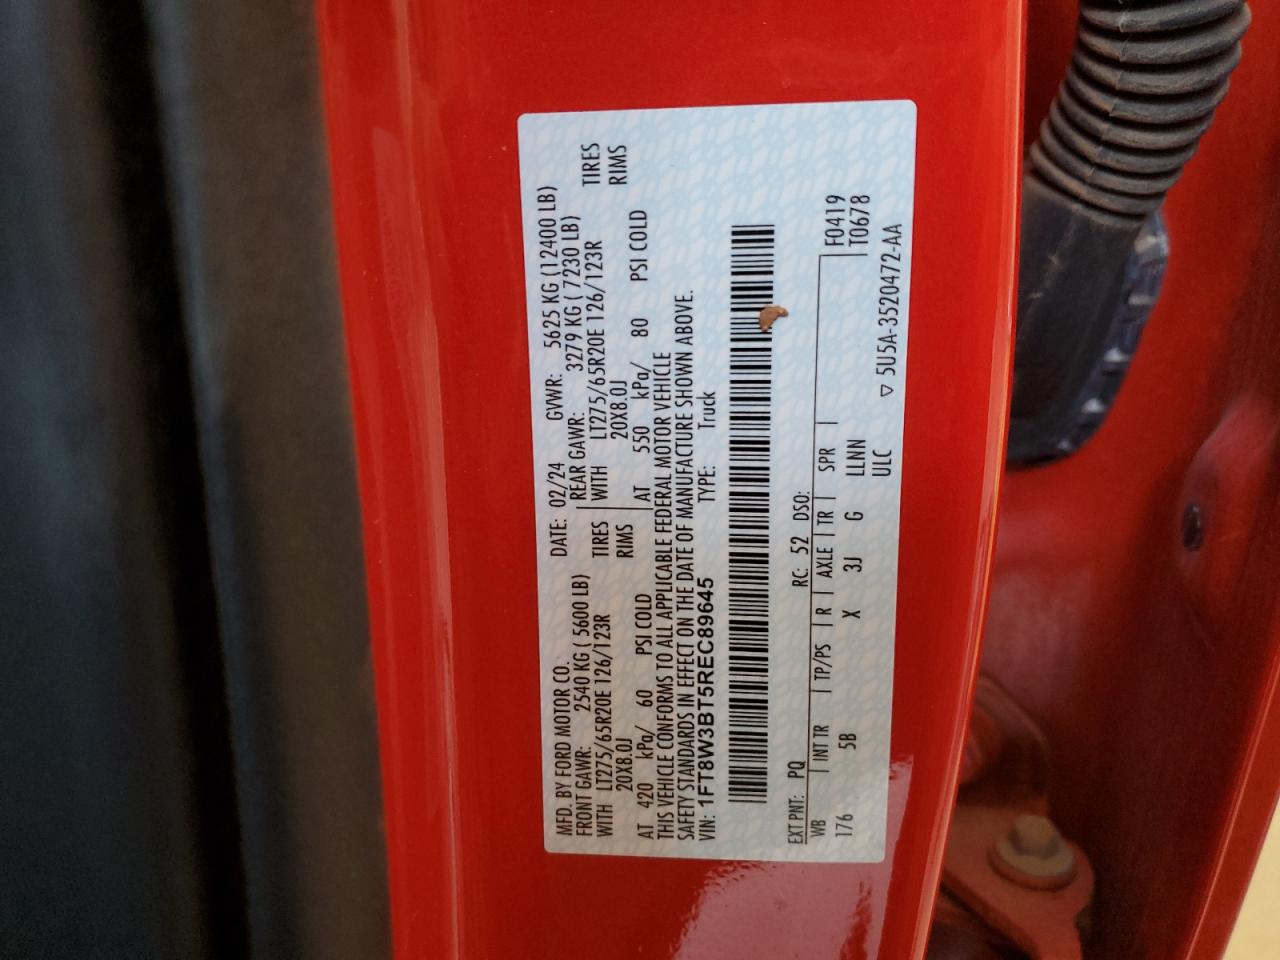 MFD. BY FORD MOTOR CO.
DATE: 02/24 GVWR: 5625 KG (12400 LB)
FRONT GAWR: 2540 KG ( 5600 LB) REAR GAWR: 3279 KG ( 7230 LB)
WITH LT275/65R20E 126/123R TIRES WITH LT275/65R20E 126/123R TIRES
20X8.0J RIMS 20X8.0J RIMS
AT 420 kPa/ 60 PSI COLD AT 550 kPa/ 80 PSI COLD
THIS VEHICLE CONFORMS TO ALL APPLICABLE FEDERAL MOTOR VEHICLE
SAFETY STANDARDS IN EFFECT ON THE DATE OF MANUFACTURE SHOWN ABOVE.
VIN: 1FT8W3BT5REC89645 TYPE: Truck
EXT PNT: PQ RC: 52 DSO:
WB INT TR TP/PS R AXLE TR SPR F0419
176 5B X 3J G LLNN T0678
ULC ▽ 5U5A-3520472-AA